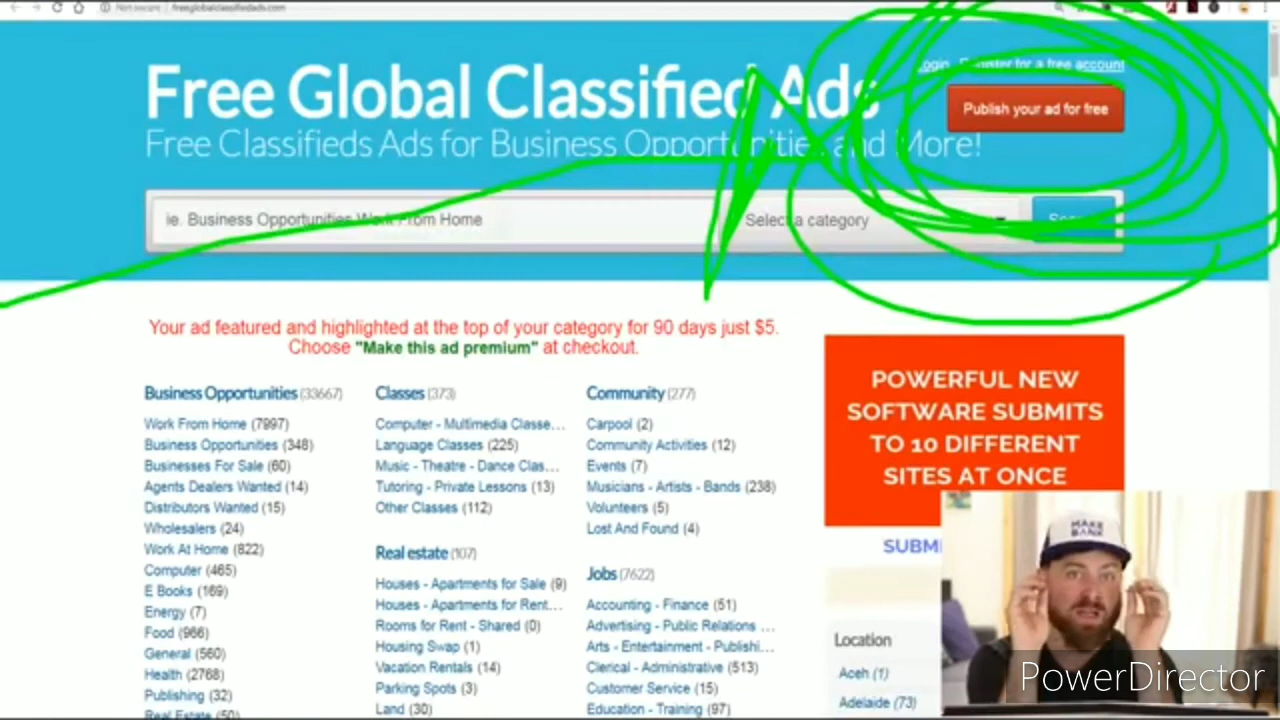 Not secure | freeglobalclassifiedads.com
Login Register for a free account
Free Global Classified Ads
Publish your ad for free
Free Classifieds Ads for Business Opportunities and More!
ie. Business Opportunities Work From Home
Select a category
Your ad featured and highlighted at the top of your category for 90 days just $5.
Choose "Make this ad premium" at checkout.
Business Opportunities (33667)
Work From Home (7997)
Business Opportunities (348)
Businesses For Sale (60)
Agents Dealers Wanted (14)
Distributors Wanted (15)
Wholesalers (24)
Work At Home (822)
Computer (465)
E Books (169)
Energy (7)
Food (966)
General (560)
Health (2768)
Publishing (32)
Real Estate (50)
Classes (373)
Computer - Multimedia Classe...
Language Classes (225)
Music - Theatre - Dance Clas...
Tutoring - Private Lessons (13)
Other Classes (112)
Real estate (107)
Houses - Apartments for Sale (9)
Houses - Apartments for Rent...
Rooms for Rent - Shared (0)
Housing Swap (1)
Vacation Rentals (14)
Parking Spots (3)
Land (30)
Community (277)
Carpool (2)
Community Activities (12)
Events (7)
Musicians - Artists - Bands (238)
Volunteers (5)
Lost And Found (4)
Jobs (7622)
Accounting - Finance (51)
Advertising - Public Relations ...
Arts - Entertainment - Publishi...
Clerical - Administrative (513)
Customer Service (15)
Education - Training (97)
POWERFUL NEW
SOFTWARE SUBMITS
TO 10 DIFFERENT
SITES AT ONCE
Location
Aceh (1)
Adelaide (73)
MAKE
BANK
PowerDirector